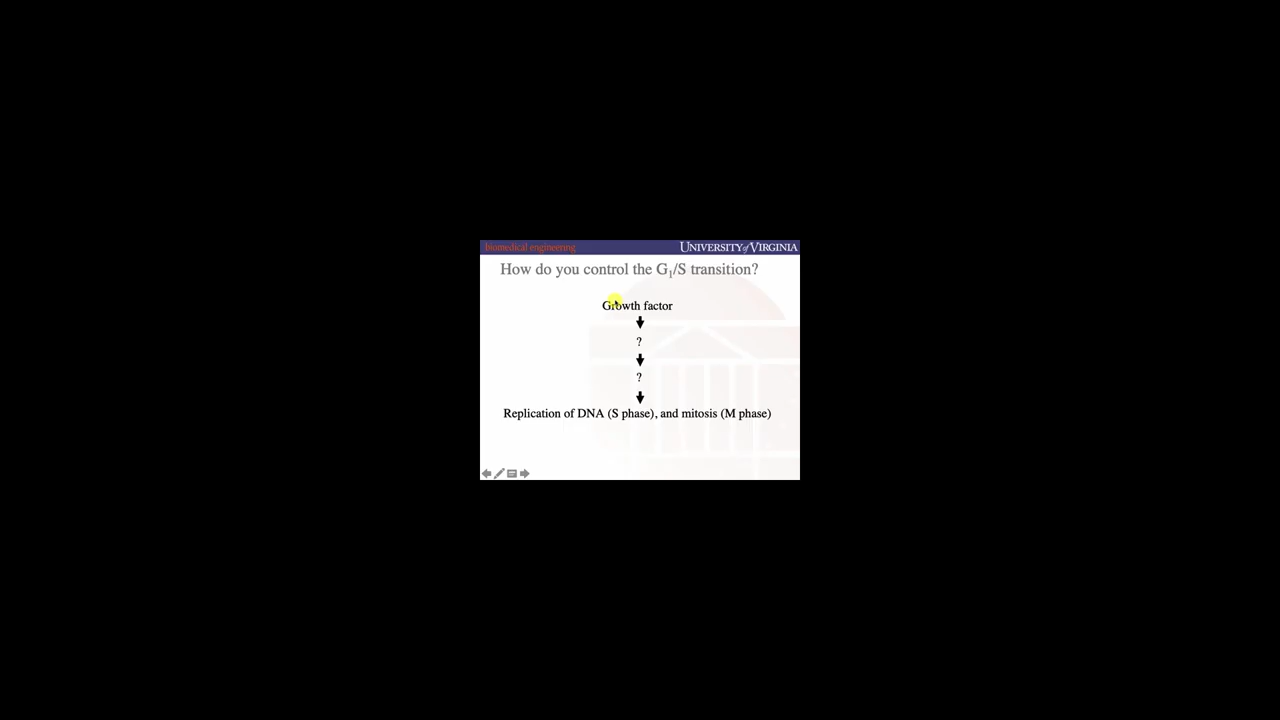 biomedical engineering
UNIVERSITY of VIRGINIA
How do you control the G₁/S transition?
Growth factor
?
?
Replication of DNA (S phase), and mitosis (M phase)